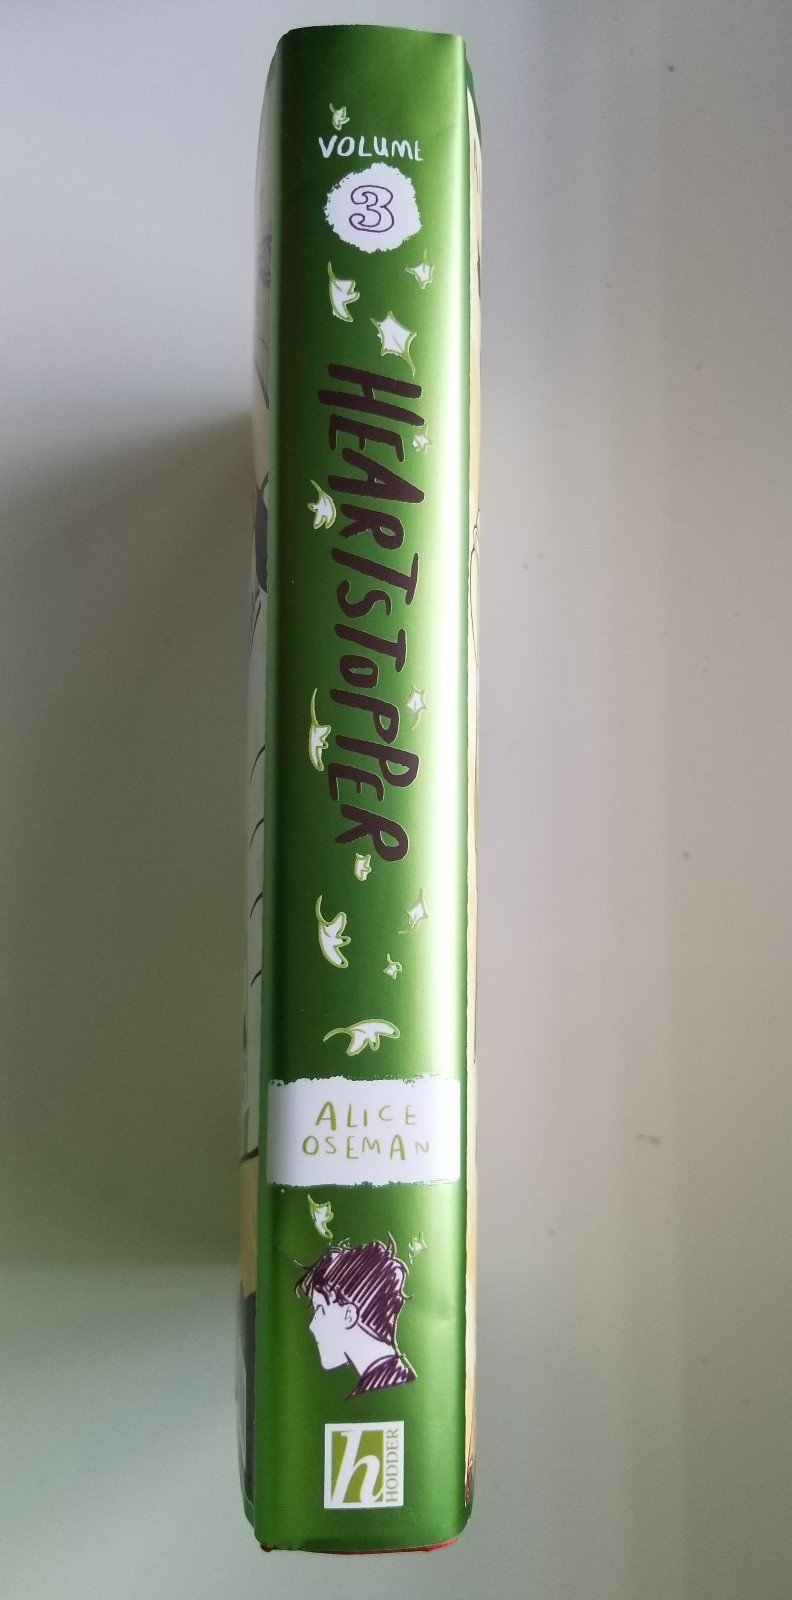 VOLUME
3
HEARTSTOPPER
ALICE
OSEMAN
h
HODDER